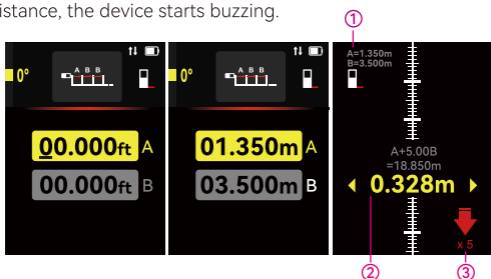 istance, the device starts buzzing.
①
0°
A B B
00.000ft A
00.000ft B
0°
A B B
01.350m A
03.500m B
A=1.350m
B=3.500m
A+5.00B
=18.850m
0.328m
x 5
②
③